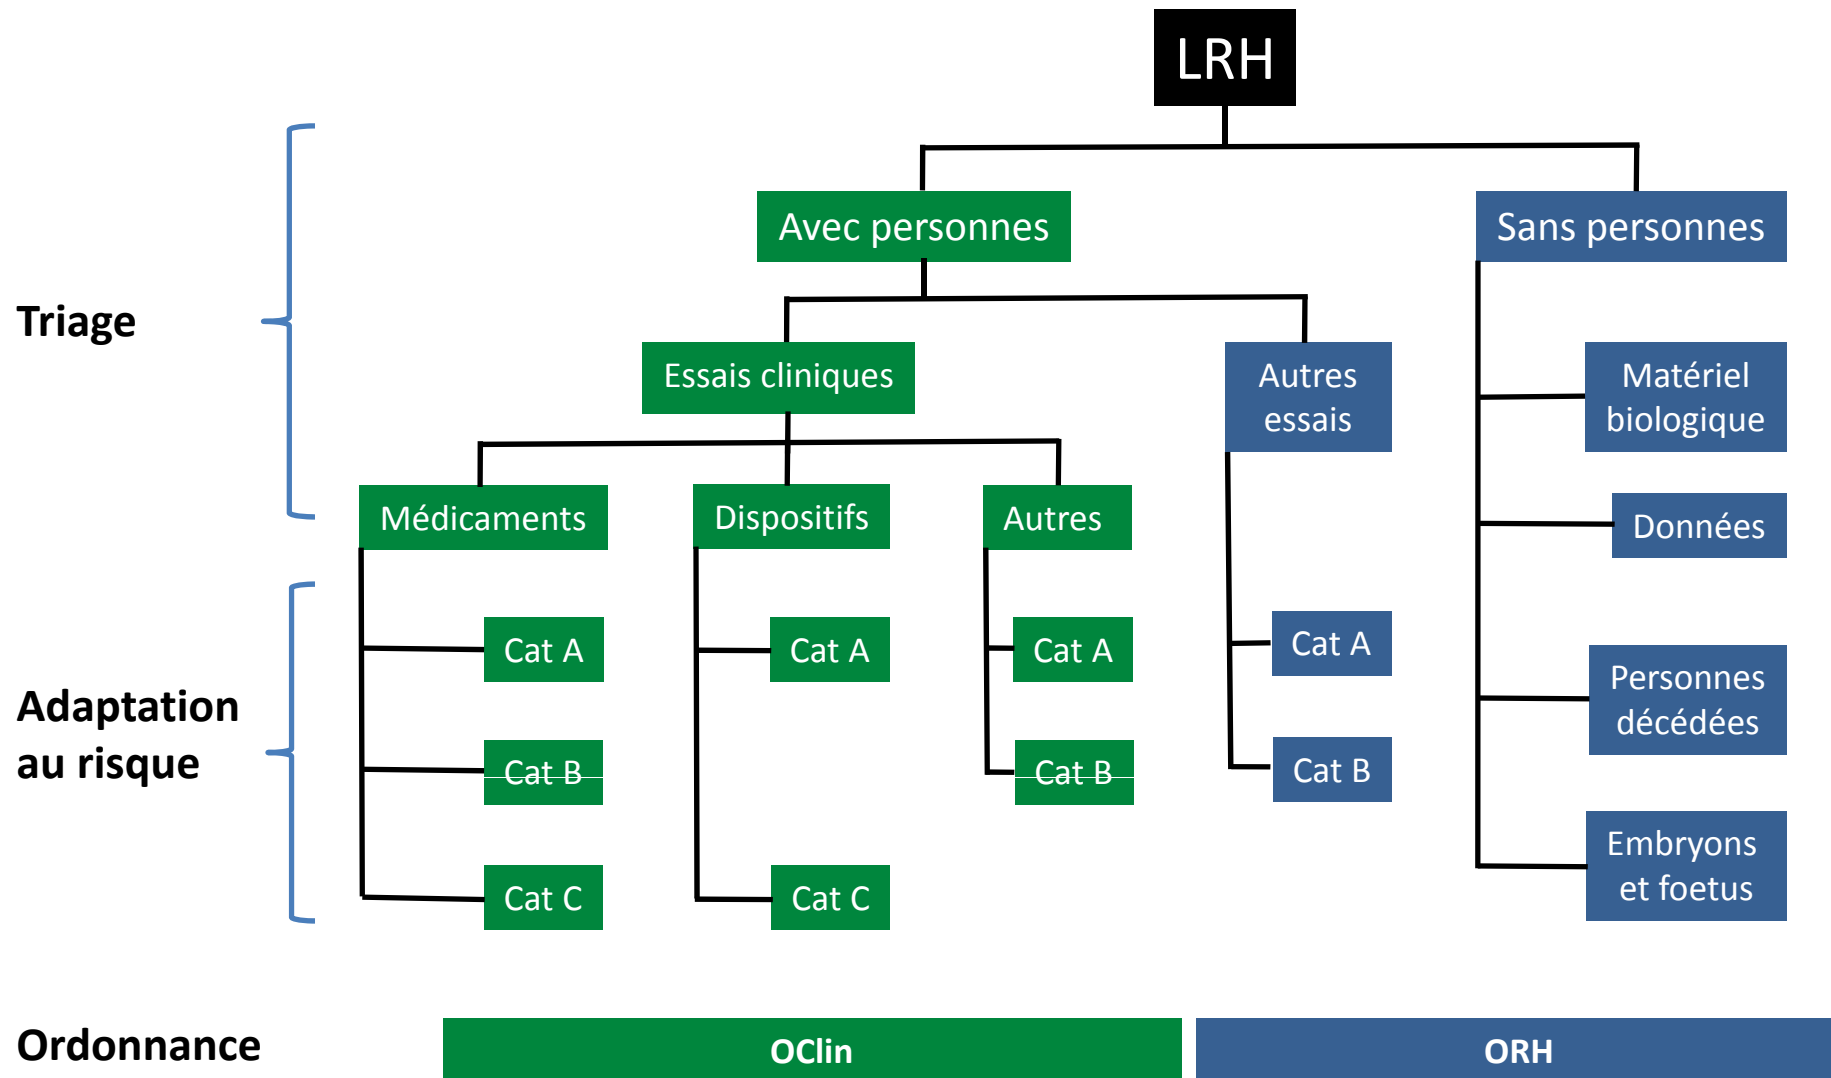 LRH
Avec personnes
Sans personnes
Triage
Essais cliniques
Autres
essais
Matériel
biologique
Médicaments
Dispositifs
Autres
Données
Adaptation
au risque
Cat A
Cat A
Cat A
Cat A
Personnes
décédées
Cat B
Cat B
Cat B
Embryons
et foetus
Cat C
Cat C
Ordonnance
OClin
ORH